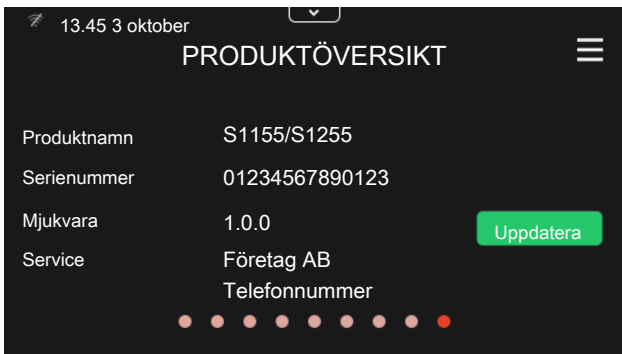 13.45 3 oktober
PRODUKTÖVERSIKT
Produktnamn S1155/S1255
Serienummer 01234567890123
Mjukvara 1.0.0 Uppdatera
Service Företag AB
Telefonnummer